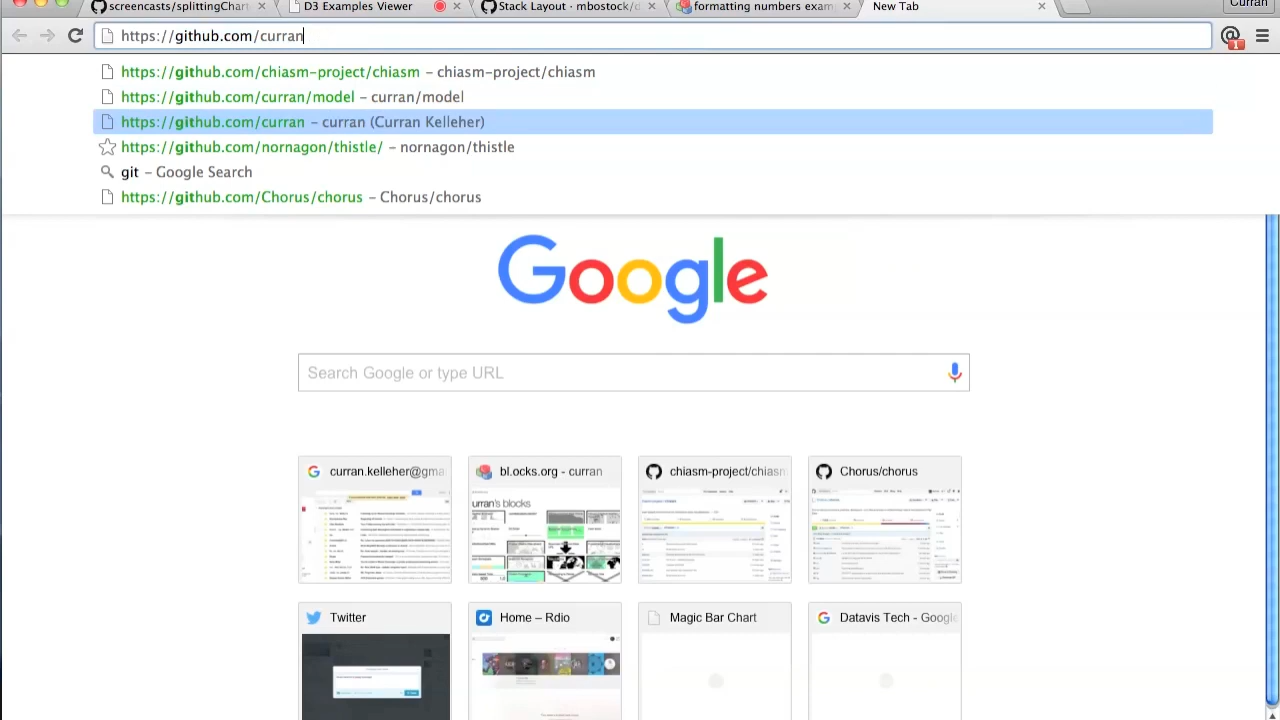 screencasts/splittingChart
D3 Examples Viewer
Stack Layout · mbostock/d
formatting numbers exam
New Tab
Curran
https://github.com/curran
1
https://github.com/chiasm-project/chiasm – chiasm-project/chiasm
https://github.com/curran/model – curran/model
https://github.com/curran – curran (Curran Kelleher)
https://github.com/nornagon/thistle/ – nornagon/thistle
git – Google Search
https://github.com/Chorus/chorus – Chorus/chorus
Google
Search Google or type URL
curran.kelleher@gma
bl.ocks.org - curran
chiasm-project/chiasm
Chorus/chorus
urran's blocks
Twitter
Home – Rdio
Magic Bar Chart
Datavis Tech - Google